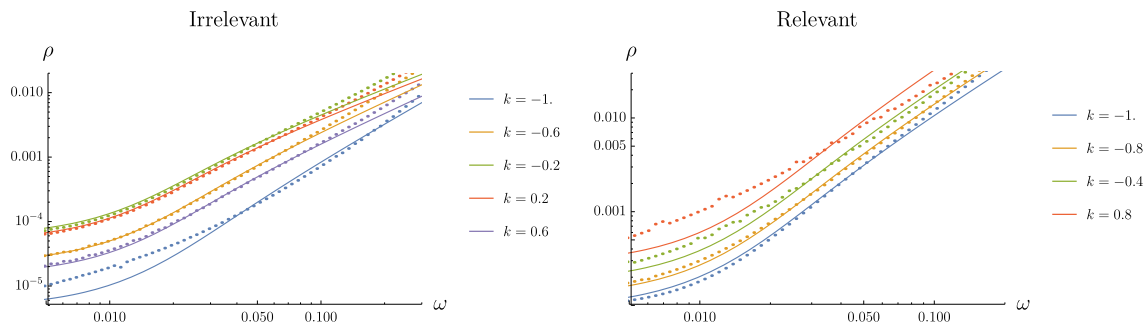 Irrelevant
ρ
0.010
0.001
10⁻⁴
10⁻⁵
0.010 0.050 0.100
ω
k = −1.
k = −0.6
k = −0.2
k = 0.2
k = 0.6
Relevant
ρ
0.010
0.005
0.001
0.010 0.050 0.100
ω
k = −1.
k = −0.8
k = −0.4
k = 0.8